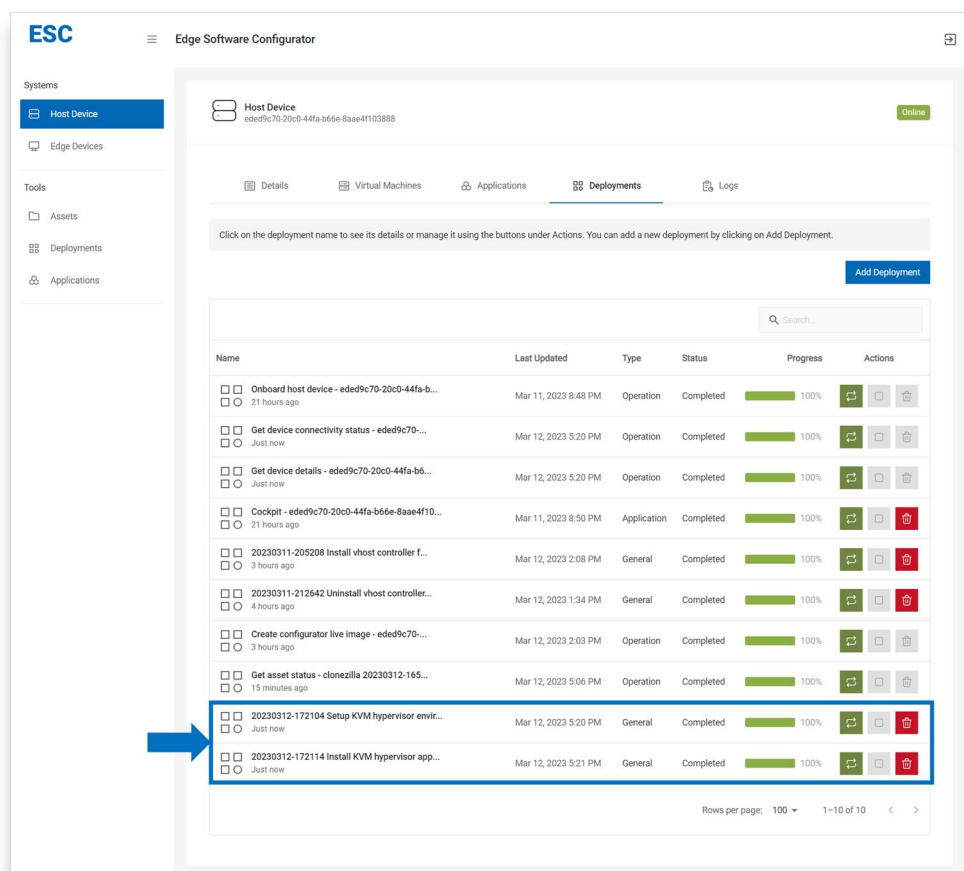 ESC
Edge Software Configurator
Systems
Host Device
Edge Devices
Tools
Assets
Deployments
Applications
Host Device
eded9c70-20c0-44fa-b66e-8aae4f103888
Online
Details Virtual Machines Applications Deployments Logs
Click on the deployment name to see its details or manage it using the buttons under Actions. You can add a new deployment by clicking on Add Deployment.
Add Deployment
Search...
Name Last Updated Type Status Progress Actions
Onboard host device - eded9c70-20c0-44fa-b... Mar 11, 2023 8:48 PM Operation Completed 100%
21 hours ago
Get device connectivity status - eded9c70-... Mar 12, 2023 5:20 PM Operation Completed 100%
Just now
Get device details - eded9c70-20c0-44fa-b6... Mar 12, 2023 5:20 PM Operation Completed 100%
Just now
Cockpit - eded9c70-20c0-44fa-b66e-8aae4f10... Mar 11, 2023 8:50 PM Application Completed 100%
21 hours ago
20230311-205208 Install vhost controller f... Mar 12, 2023 2:08 PM General Completed 100%
3 hours ago
20230311-212642 Uninstall vhost controller... Mar 12, 2023 1:34 PM General Completed 100%
4 hours ago
Create configurator live image - eded9c70-... Mar 12, 2023 2:03 PM Operation Completed 100%
3 hours ago
Get asset status - clonezilla 20230312-165... Mar 12, 2023 5:06 PM Operation Completed 100%
15 minutes ago
20230312-172104 Setup KVM hypervisor envir... Mar 12, 2023 5:20 PM General Completed 100%
Just now
20230312-172114 Install KVM hypervisor app... Mar 12, 2023 5:21 PM General Completed 100%
Just now
Rows per page: 100 1–10 of 10